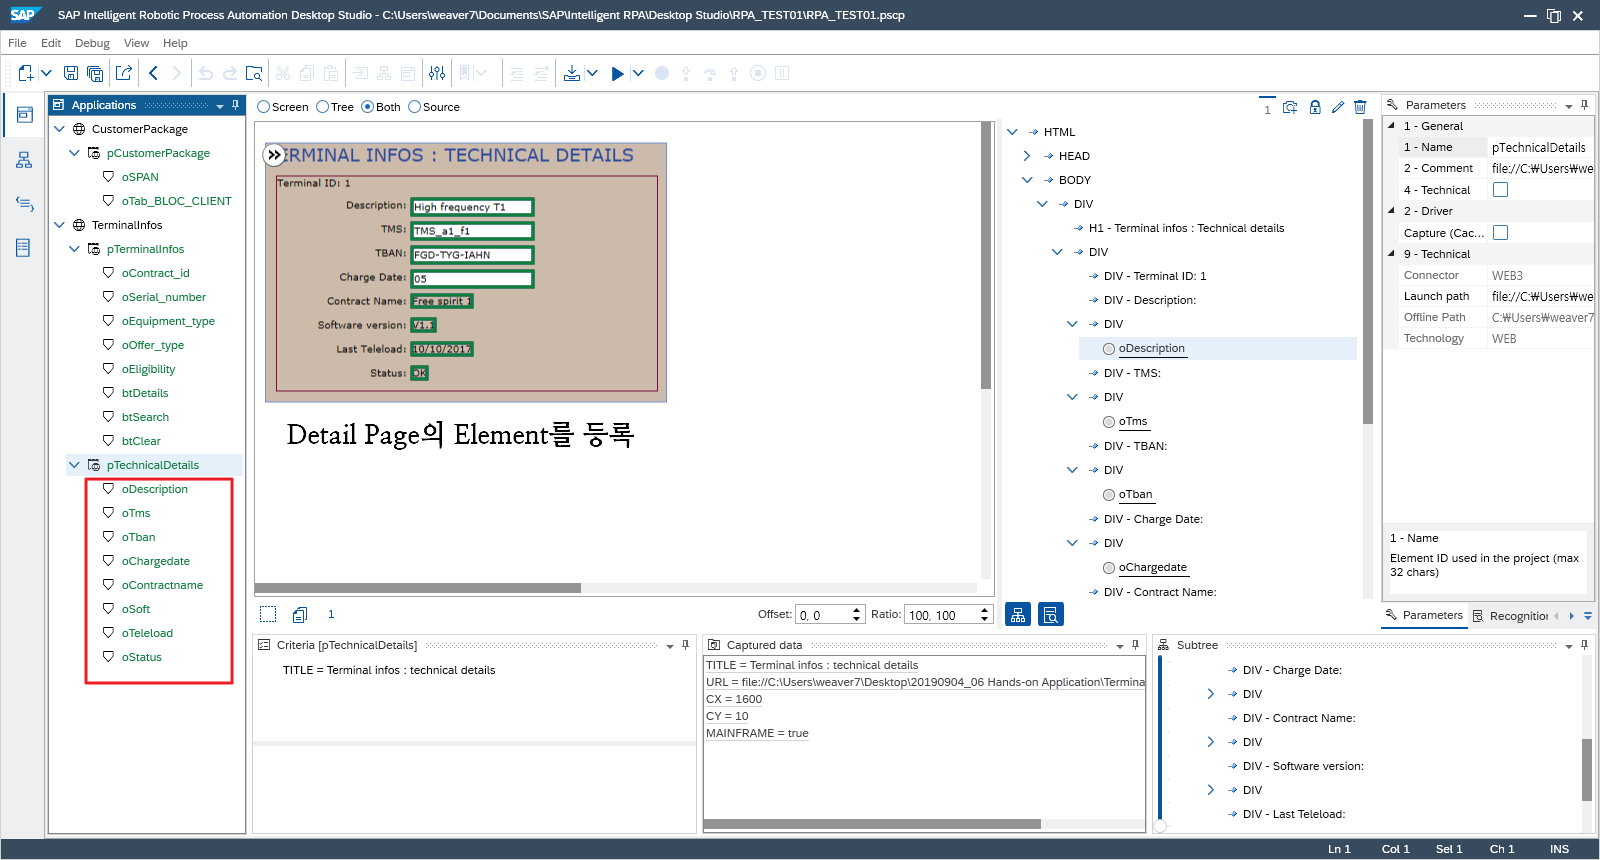 SAP SAP Intelligent Robotic Process Automation Desktop Studio - C:\Users\weaver7\Documents\SAP\Intelligent RPA\Desktop Studio\RPA_TEST01\RPA_TEST01.pscp
File Edit Debug View Help
Applications
CustomerPackage
pCustomerPackage
oSPAN
oTab_BLOC_CLIENT
TerminalInfos
pTerminalInfos
oContract_id
oSerial_number
oEquipment_type
oOffer_type
oEligibility
btDetails
btSearch
btClear
pTechnicalDetails
oDescription
oTms
oTban
oChargedate
oContractname
oSoft
oTeleload
oStatus
Screen Tree Both Source
1
ERMINAL INFOS : TECHNICAL DETAILS
Terminal ID: 1
Description: High frequency T1
TMS: TMS_a1_f1
TBAN: FGD-TYG-IAHN
Charge Date: 05
Contract Name: Free spirit 1
Software version: V1.1
Last Teleload: 10/10/2017
Status: OK
Detail Page의 Element를 등록
1
Offset: 0, 0 Ratio: 100, 100
HTML
HEAD
BODY
DIV
H1 - Terminal infos : Technical details
DIV
DIV - Terminal ID: 1
DIV - Description:
DIV
oDescription
DIV - TMS:
DIV
oTms
DIV - TBAN:
DIV
oTban
DIV - Charge Date:
DIV
oChargedate
DIV - Contract Name:
Parameters
1 - General
1 - Name pTechnicalDetails
2 - Comment file://C:₩Users₩we
4 - Technical
2 - Driver
Capture (Cac...
9 - Technical
Connector WEB3
Launch path file://C:₩Users₩we
Offline Path C:₩Users₩weaver7
Technology WEB
1 - Name
Element ID used in the project (max
32 chars)
Parameters Recognition
Criteria [pTechnicalDetails]
TITLE = Terminal infos : technical details
Captured data
TITLE = Terminal infos : technical details
URL = file://C:\Users\weaver7\Desktop\20190904_06 Hands-on Application\Termina
CX = 1600
CY = 10
MAINFRAME = true
Subtree
DIV - Charge Date:
DIV
DIV - Contract Name:
DIV
DIV - Software version:
DIV
DIV - Last Teleload:
Ln 1 Col 1 Sel 1 Ch 1 INS